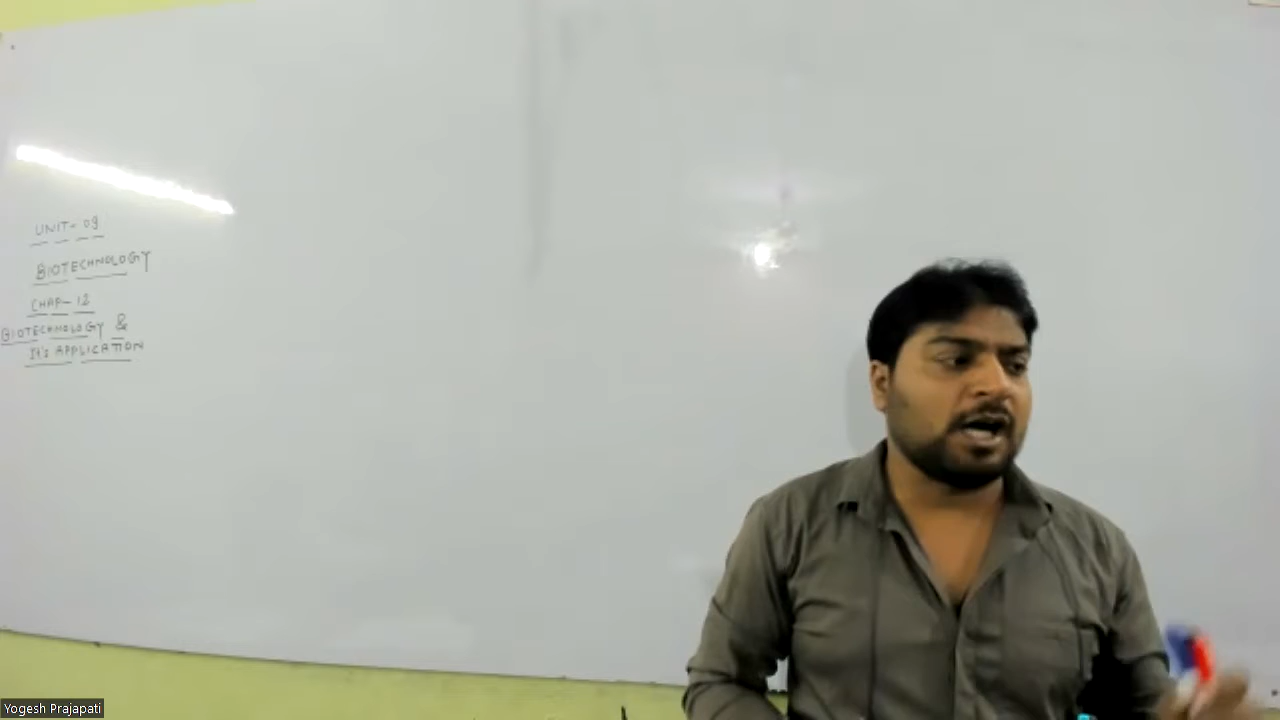 UNIT- 09
BIOTECHNOLOGY
CHAP- 12
BIOTECHNOLOGY &
It's APPLICATION
Yogesh Prajapati